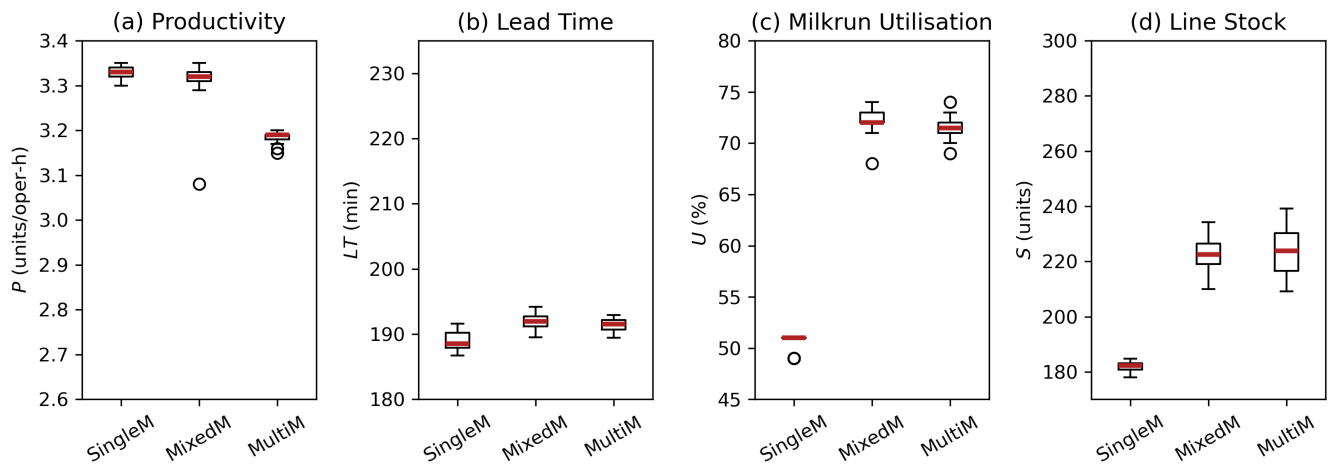 (a) Productivity
P (units/oper-h)
3.4
3.3
3.2
3.1
3.0
2.9
2.8
2.7
2.6
SingleM
MixedM
MultiM
(b) Lead Time
LT (min)
230
220
210
200
190
180
SingleM
MixedM
MultiM
(c) Milkrun Utilisation
U (%)
80
75
70
65
60
55
50
45
SingleM
MixedM
MultiM
(d) Line Stock
S (units)
300
280
260
240
220
200
180
SingleM
MixedM
MultiM